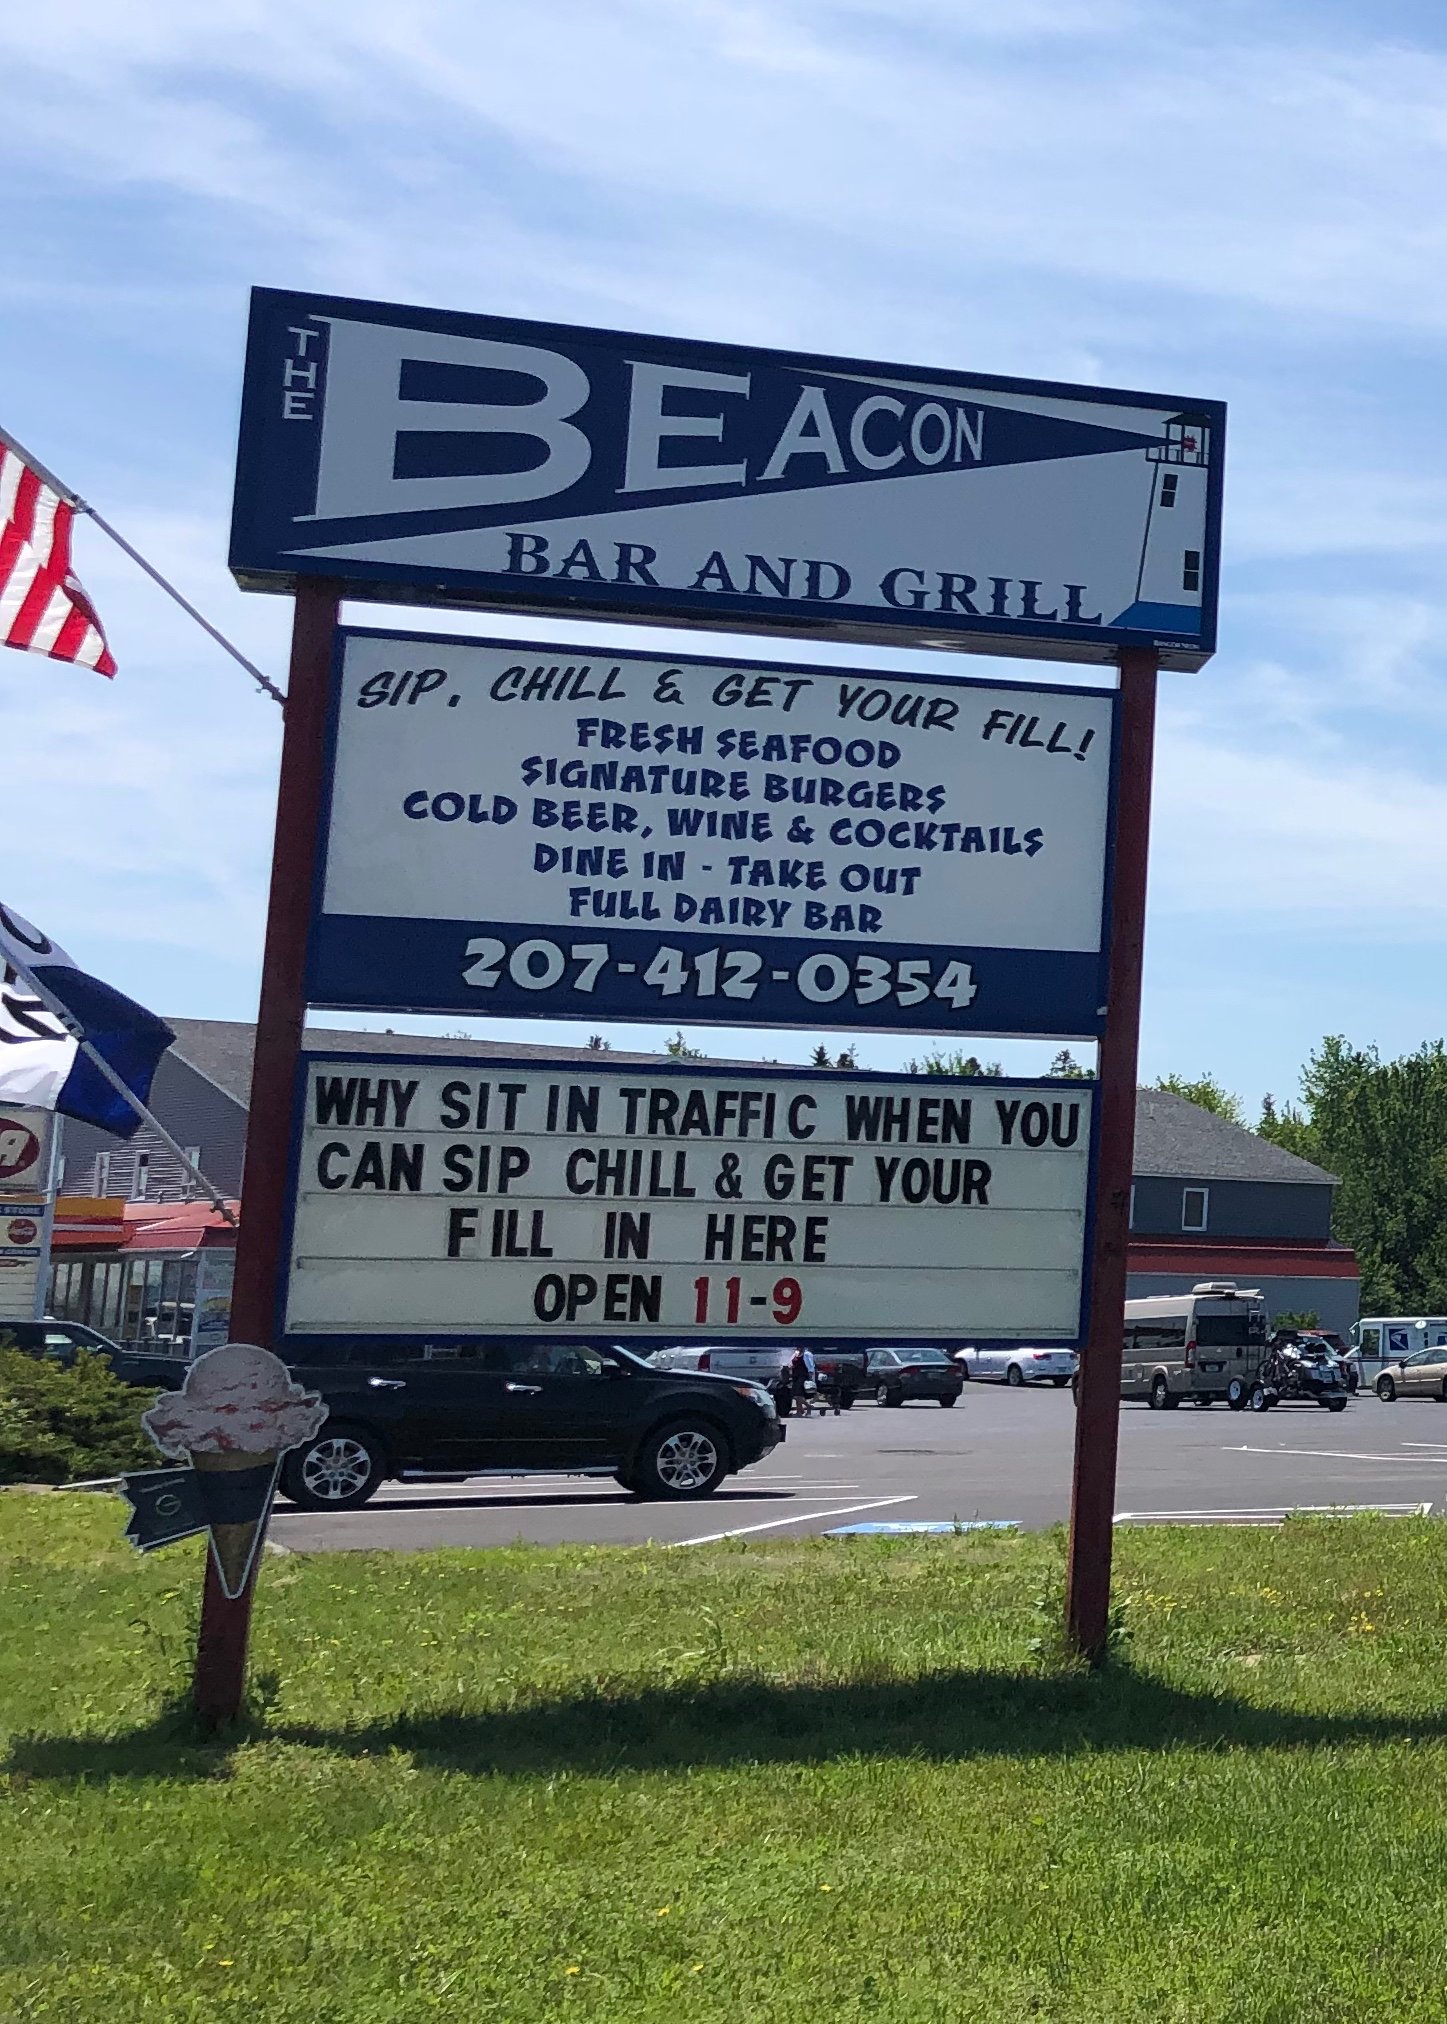 THE BEACON
BAR AND GRILL
SIP, CHILL & GET YOUR FILL!
FRESH SEAFOOD
SIGNATURE BURGERS
COLD BEER, WINE & COCKTAILS
DINE IN - TAKE OUT
FULL DAIRY BAR
207-412-0354
WHY SIT IN TRAFFIC WHEN YOU
CAN SIP CHILL & GET YOUR
FILL IN HERE
OPEN 11-9